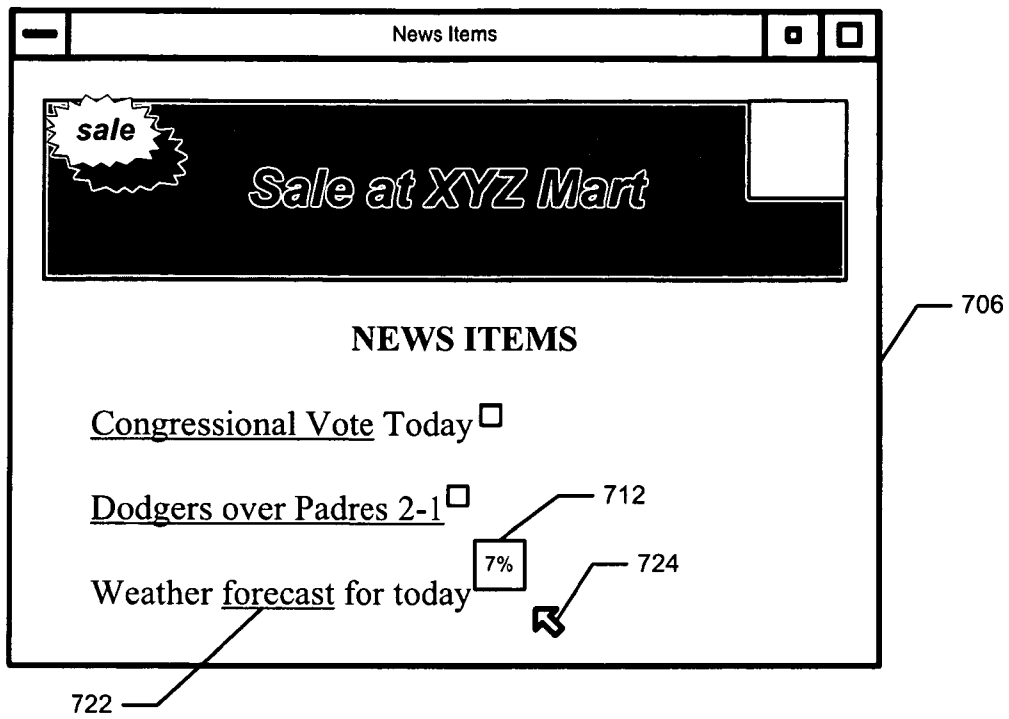 News Items
sale
Sale at XYZ Mart
706
NEWS ITEMS
Congressional Vote Today
Dodgers over Padres 2-1
712
7%
724
Weather forecast for today
722